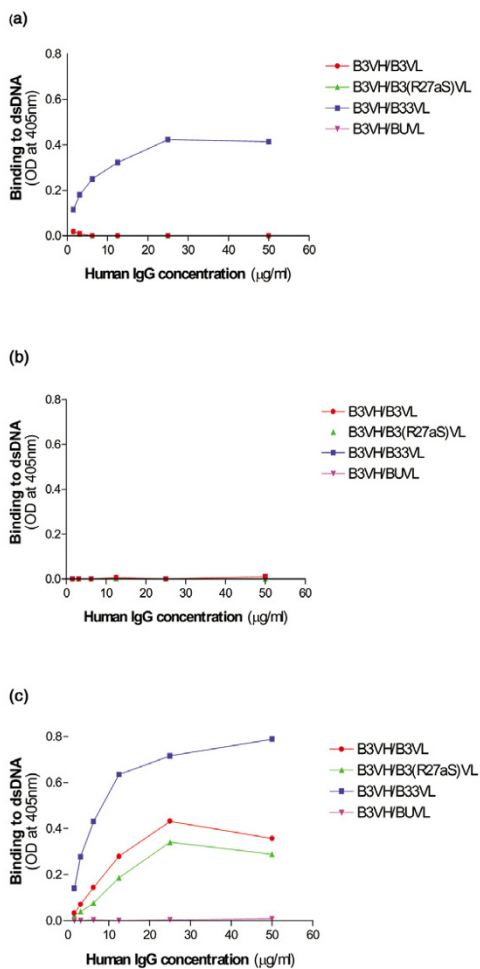 (a)
B3VH/B3VL
B3VH/B3(R27aS)VL
B3VH/B33VL
B3VH/BUVL
Binding to dsDNA
(OD at 405nm)
0.8
0.6
0.4
0.2
0.0
0 10 20 30 40 50 60
Human IgG concentration (µg/ml)
(b)
B3VH/B3VL
B3VH/B3(R27aS)VL
B3VH/B33VL
B3VH/BUVL
Binding to dsDNA
(OD at 405nm)
0.8
0.6
0.4
0.2
0.0
0 10 20 30 40 50 60
Human IgG concentration (µg/ml)
(c)
B3VH/B3VL
B3VH/B3(R27aS)VL
B3VH/B33VL
B3VH/BUVL
Binding to dsDNA
(OD at 405nm)
0.8
0.6
0.4
0.2
0.0
0 10 20 30 40 50 60
Human IgG concentration (µg/ml)